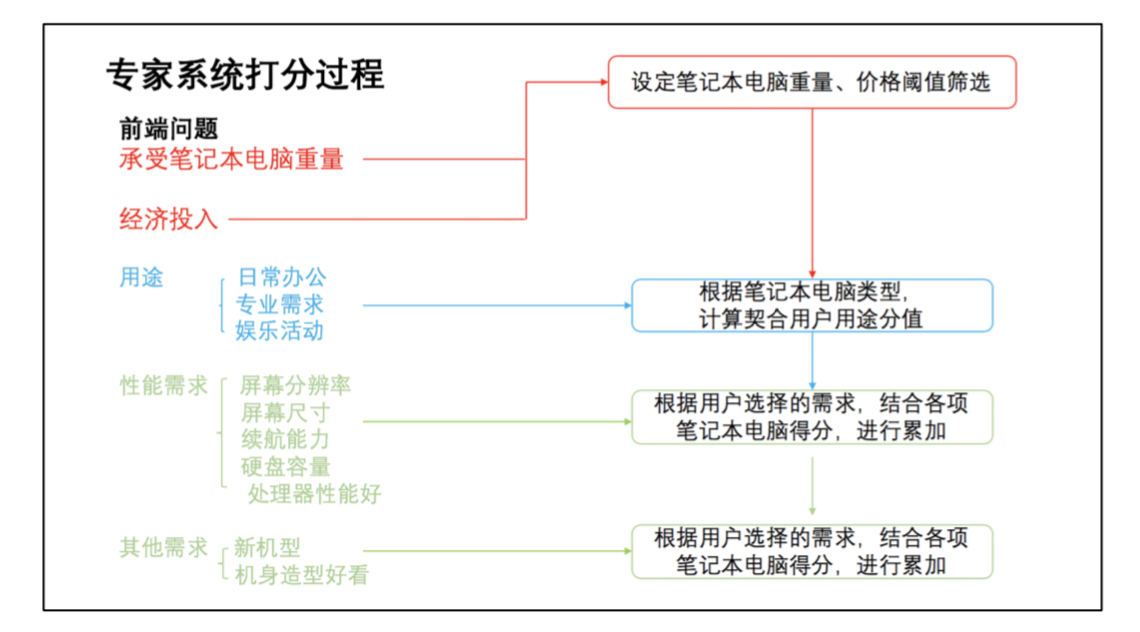 专家系统打分过程
设定笔记本电脑重量、价格阈值筛选
前端问题
承受笔记本电脑重量
经济投入
用途
日常办公
专业需求
娱乐活动
根据笔记本电脑类型，
计算契合用户用途分值
性能需求
屏幕分辨率
屏幕尺寸
续航能力
硬盘容量
处理器性能好
根据用户选择的需求，结合各项
笔记本电脑得分，进行累加
其他需求
新机型
机身造型好看
根据用户选择的需求，结合各项
笔记本电脑得分，进行累加